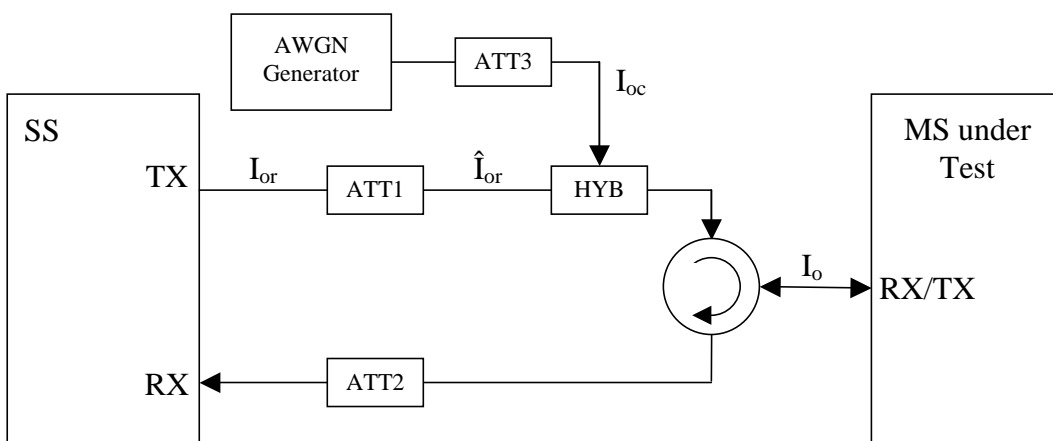 AWGN
Generator
ATT3
I_oc
SS
MS under
Test
TX
I_or
ATT1
Î_or
HYB
I_o
RX/TX
RX
ATT2